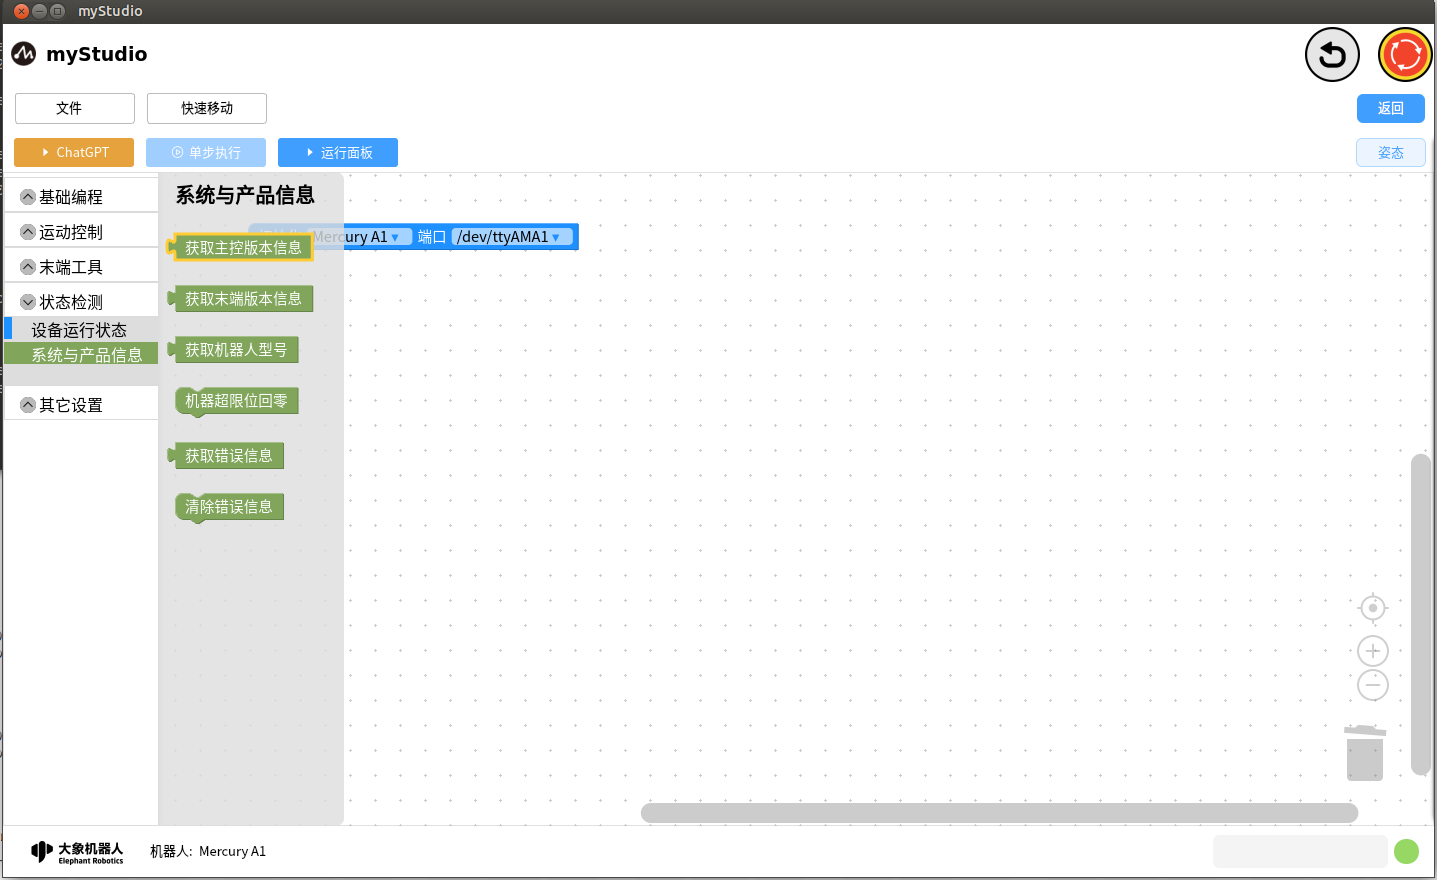 myStudio
myStudio
文件
快速移动
返回
ChatGPT
单步执行
运行面板
姿态
基础编程
运动控制
末端工具
状态检测
设备运行状态
系统与产品信息
其它设置
系统与产品信息
Mercury A1 端口 /dev/ttyAMA1
获取主控版本信息
获取末端版本信息
获取机器人型号
机器超限位回零
获取错误信息
清除错误信息
大象机器人
Elephant Robotics
机器人: Mercury A1